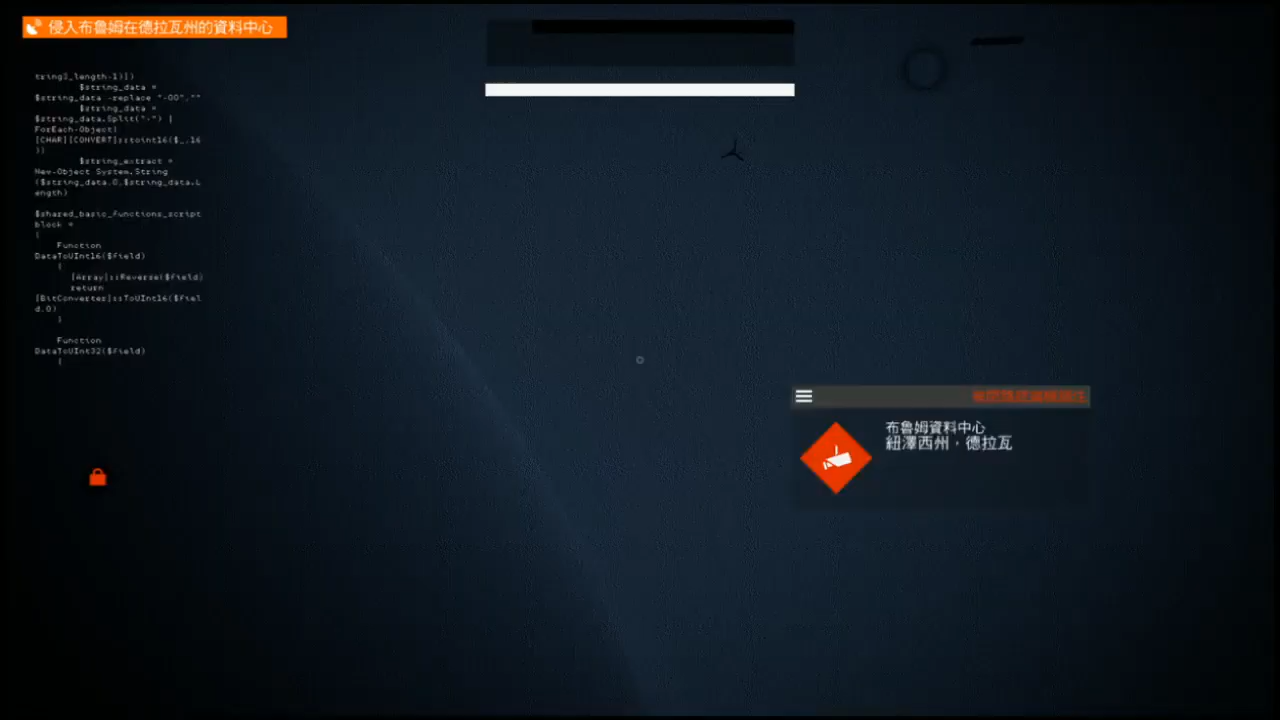 侵入布魯姆在德拉瓦州的資料中心
tring2_length-1)])
$string_data =
$string_data -replace "-00",""
$string_data =
$string_data.Split("-") |
ForEach-Object{
[CHAR][CONVERT]::toint16($_,16
)}
$string_extract =
New-Object System.String
($string_data,0,$string_data.L
ength)
$shared_basic_functions_script
block =
{
Function
DataToUInt16($field)
{
[Array]::Reverse($field)
return
[BitConverter]::ToUInt16($fiel
d,0)
}
Function
DataToUInt32($field)
{
布魯姆資料中心
紐澤西州，德拉瓦